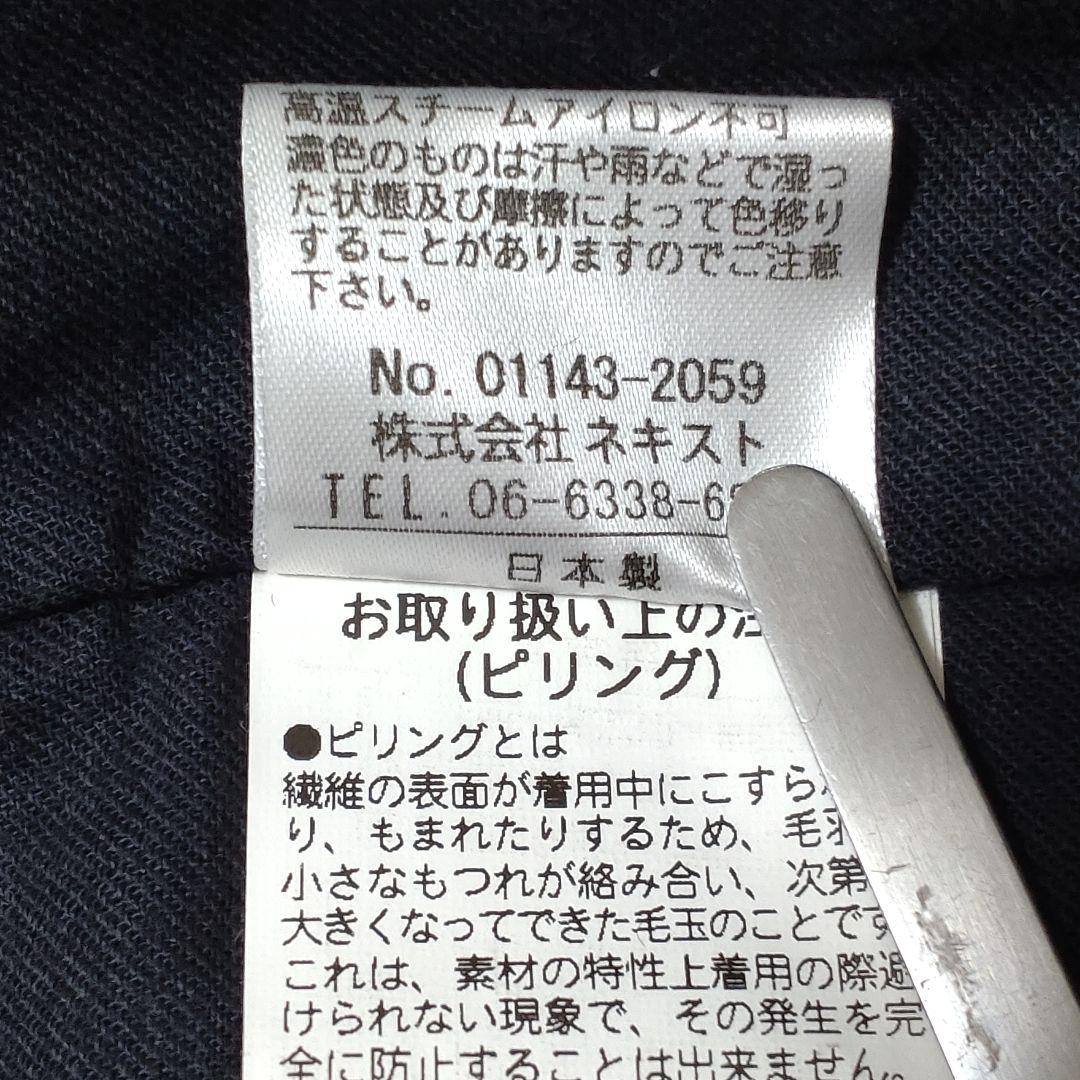 高温スチームアイロン不可
濃色のものは汗や雨などで湿っ
た状態及び摩擦によって色移り
することがありますのでご注意
下さい。
No. 01143-2059
株式会社 ネキスト
TEL. 06-6338-6
日本製
お取り扱い上の注
(ピリング)
●ピリングとは
繊維の表面が着用中にこすら
り、もまれたりするため、毛羽
小さなもつれが絡み合い、次第
大きくなってできた毛玉のことです
これは、素材の特性上着用の際避
けられない現象で、その発生を完
全に防止することは出来ません。